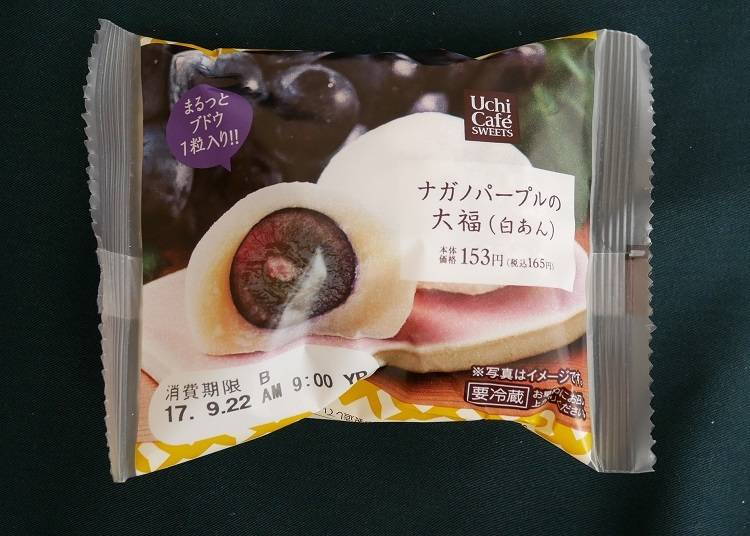 まるっと
ブドウ
1粒入り!!
Uchi
Café
SWEETS
ナガノパープルの
大福(白あん)
本体
価格 153円(税込165円)
消費期限 B
17. 9.22 AM 9:00 YP
※写真はイメージです。
要冷蔵